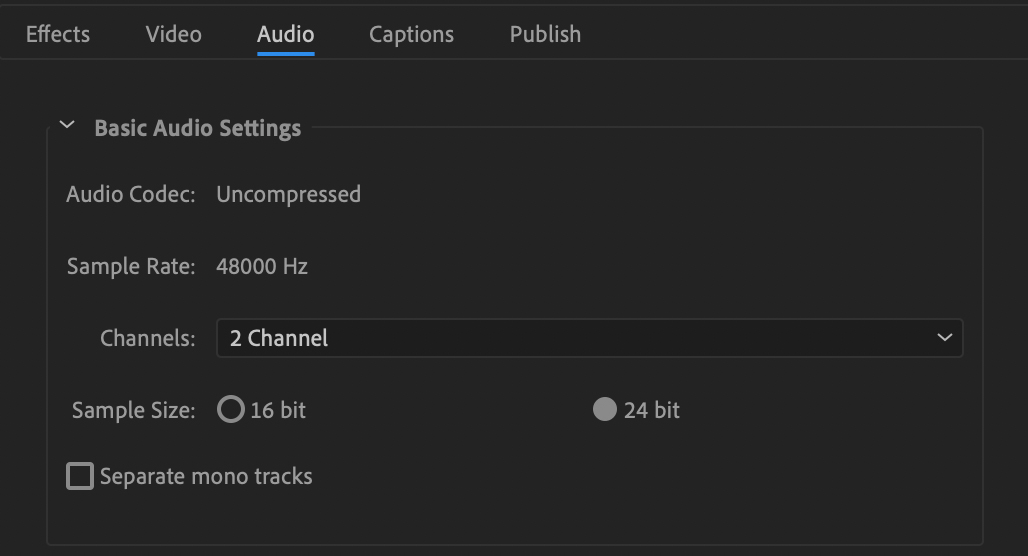 Effects Video Audio Captions Publish
Basic Audio Settings
Audio Codec: Uncompressed
Sample Rate: 48000 Hz
Channels: 2 Channel
Sample Size: 16 bit 24 bit
Separate mono tracks